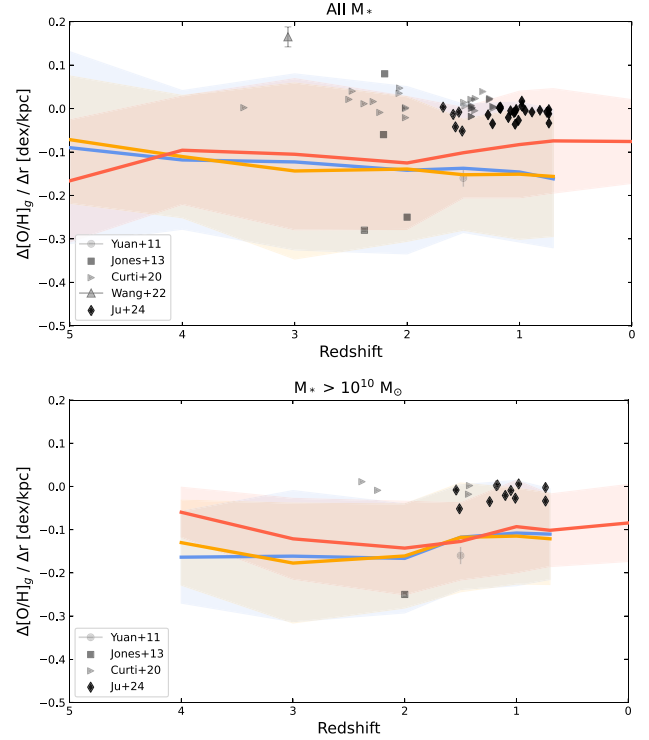 All M*
Δ[O/H]g / Δr [dex/kpc]
0.2
0.1
0.0
−0.1
−0.2
−0.3
−0.4
−0.5
Yuan+11
Jones+13
Curti+20
Wang+22
Ju+24
5 4 3 2 1 0
Redshift
M* > 10^10 M⊙
Δ[O/H]g / Δr [dex/kpc]
0.2
0.1
0.0
−0.1
−0.2
−0.3
−0.4
−0.5
Yuan+11
Jones+13
Curti+20
Ju+24
5 4 3 2 1 0
Redshift